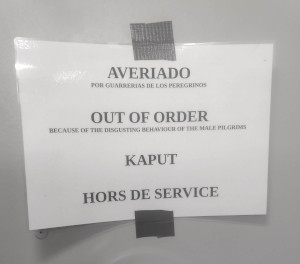 AVERIADO
POR GUARRERIAS DE LOS PEREGRINOS
OUT OF ORDER
BECAUSE OF THE DISGUSTING BEHAVIOUR OF THE MALE PILGRIMS
KAPUT
HORS DE SERVICE